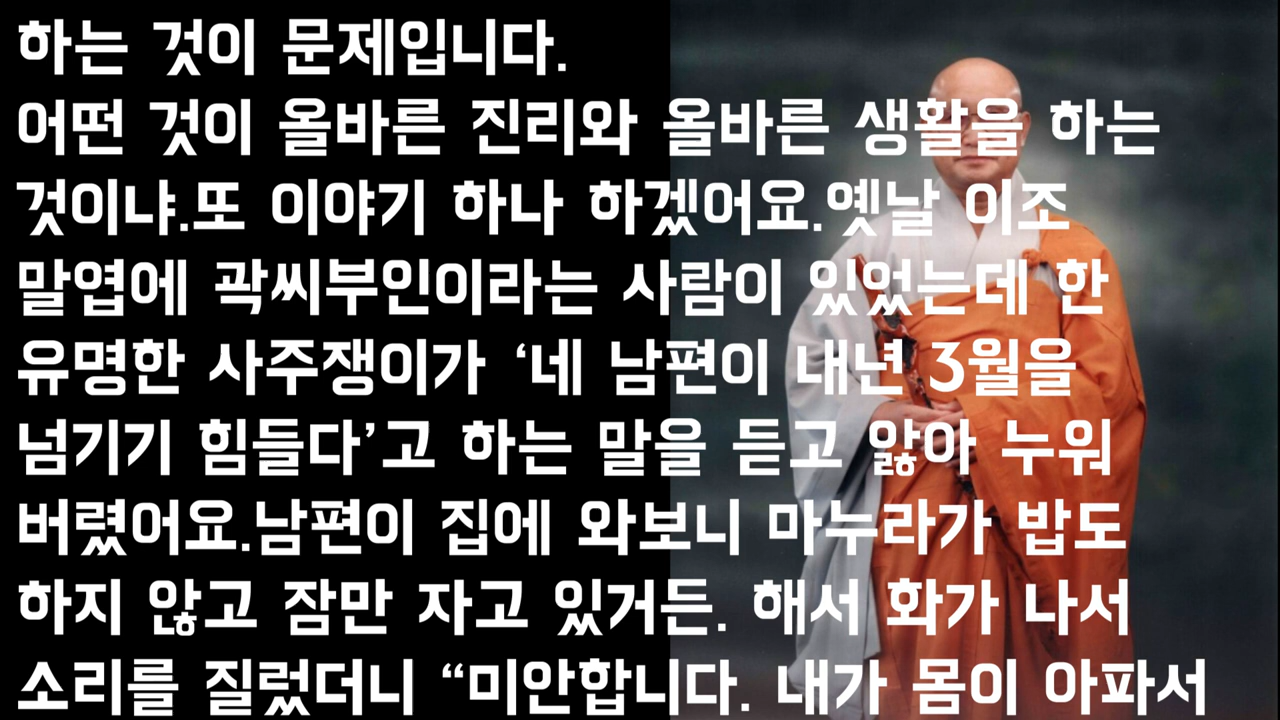 하는 것이 문제입니다.
어떤 것이 올바른 진리와 올바른 생활을 하는
것이냐.또 이야기 하나 하겠어요.옛날 이조
말엽에 곽씨부인이라는 사람이 있었는데 한
유명한 사주쟁이가 ‘네 남편이 내년 3월을
넘기기 힘들다’고 하는 말을 듣고 앓아 누워
버렸어요.남편이 집에 와보니 마누라가 밥도
하지 않고 잠만 자고 있거든. 해서 화가 나서
소리를 질렀더니 “미안합니다. 내가 몸이 아파서